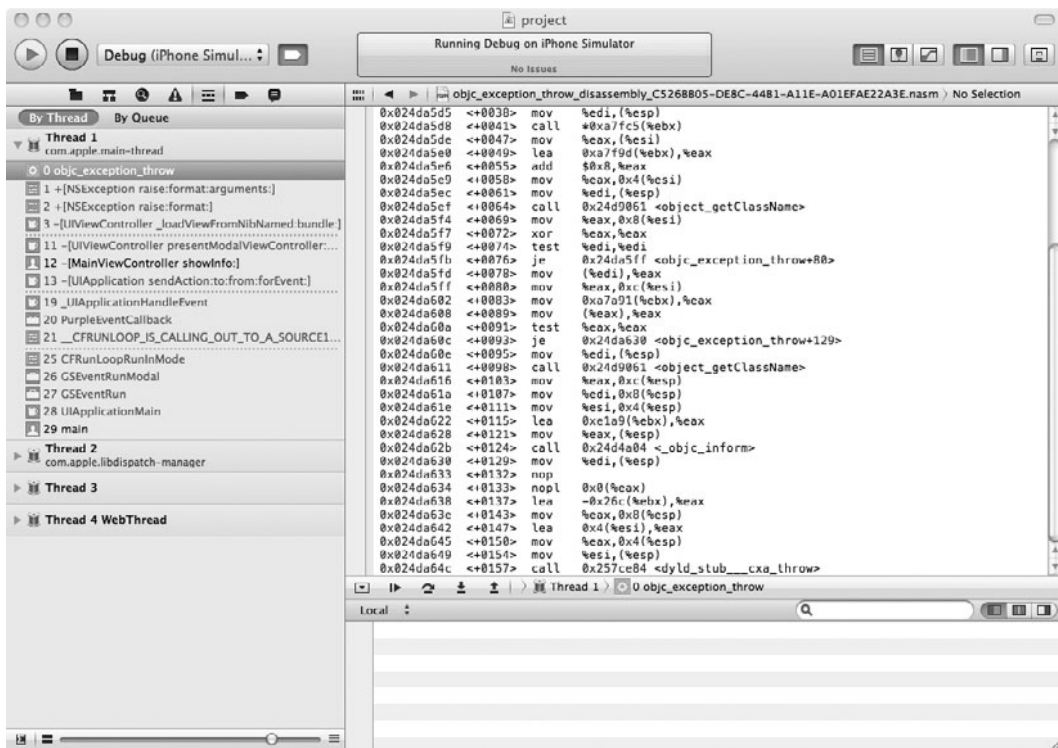 project
Debug (iPhone Simul...
Running Debug on iPhone Simulator
No Issues
By Thread By Queue
Thread 1
com.apple.main-thread
0 objc_exception_throw
1 +[NSException raise:format:arguments:]
2 +[NSException raise:format:]
3 -[UIViewController _loadViewFromNibNamed:bundle:]
11 -[UIViewController presentModalViewController:...
12 -[MainViewController showInfo:]
13 -[UIApplication sendAction:to:from:forEvent:]
19 _UIApplicationHandleEvent
20 PurpleEventCallback
21 __CFRUNLOOP_IS_CALLING_OUT_TO_A_SOURCE1...
25 CFRunLoopRunInMode
26 GSEventRunModal
27 GSEventRun
28 UIApplicationMain
29 main
Thread 2
com.apple.libdispatch-manager
Thread 3
Thread 4 WebThread
objc_exception_throw_disassembly_C526BB05-DE8C-44B1-A11E-A01EFAE22A3E.nasm No Selection
0x024da5d5 <+0038> mov %edi,(%esp)
0x024da5d8 <+0041> call *0xa7fc5(%ebx)
0x024da5de <+0047> mov %eax,(%esi)
0x024da5e0 <+0049> lea 0xa7f9d(%ebx),%eax
0x024da5e6 <+0055> add $0x8,%eax
0x024da5e9 <+0058> mov %eax,0x4(%esi)
0x024da5ec <+0061> mov %edi,(%esp)
0x024da5ef <+0064> call 0x24d9061 <object_getClassName>
0x024da5f4 <+0069> mov %eax,0x8(%esi)
0x024da5f7 <+0072> xor %eax,%eax
0x024da5f9 <+0074> test %edi,%edi
0x024da5fb <+0076> je 0x24da5ff <objc_exception_throw+80>
0x024da5fd <+0078> mov (%edi),%eax
0x024da5ff <+0080> mov %eax,0xc(%esi)
0x024da602 <+0083> mov 0xa7a91(%ebx),%eax
0x024da608 <+0089> mov (%eax),%eax
0x024da60a <+0091> test %eax,%eax
0x024da60c <+0093> je 0x24da630 <objc_exception_throw+129>
0x024da60e <+0095> mov %edi,(%esp)
0x024da611 <+0098> call 0x24d9061 <object_getClassName>
0x024da616 <+0103> mov %eax,0xc(%esp)
0x024da61a <+0107> mov %edi,0x8(%esp)
0x024da61e <+0111> mov %esi,0x4(%esp)
0x024da622 <+0115> lea 0xe1a9(%ebx),%eax
0x024da628 <+0121> mov %eax,(%esp)
0x024da62b <+0124> call 0x24d4a04 <_objc_inform>
0x024da630 <+0129> mov %edi,(%esp)
0x024da633 <+0132> nop
0x024da634 <+0133> nopl 0x0(%eax)
0x024da638 <+0137> lea -0x26c(%ebx),%eax
0x024da63e <+0143> mov %eax,0x8(%esp)
0x024da642 <+0147> lea 0x4(%esi),%eax
0x024da645 <+0150> mov %eax,0x4(%esp)
0x024da649 <+0154> mov %esi,(%esp)
0x024da64c <+0157> call 0x257ce84 <dyld_stub___cxa_throw>
Thread 1 0 objc_exception_throw
Local